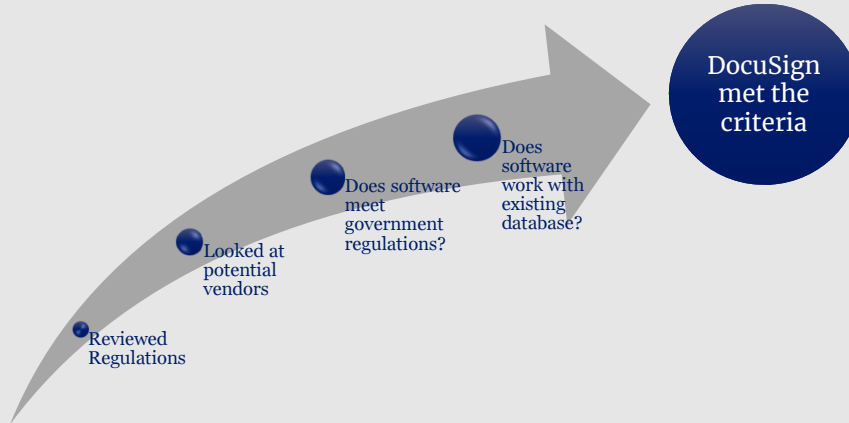 Reviewed
Regulations
Looked at
potential
vendors
Does software
meet
government
regulations?
Does
software
work with
existing
database?
DocuSign
met the
criteria